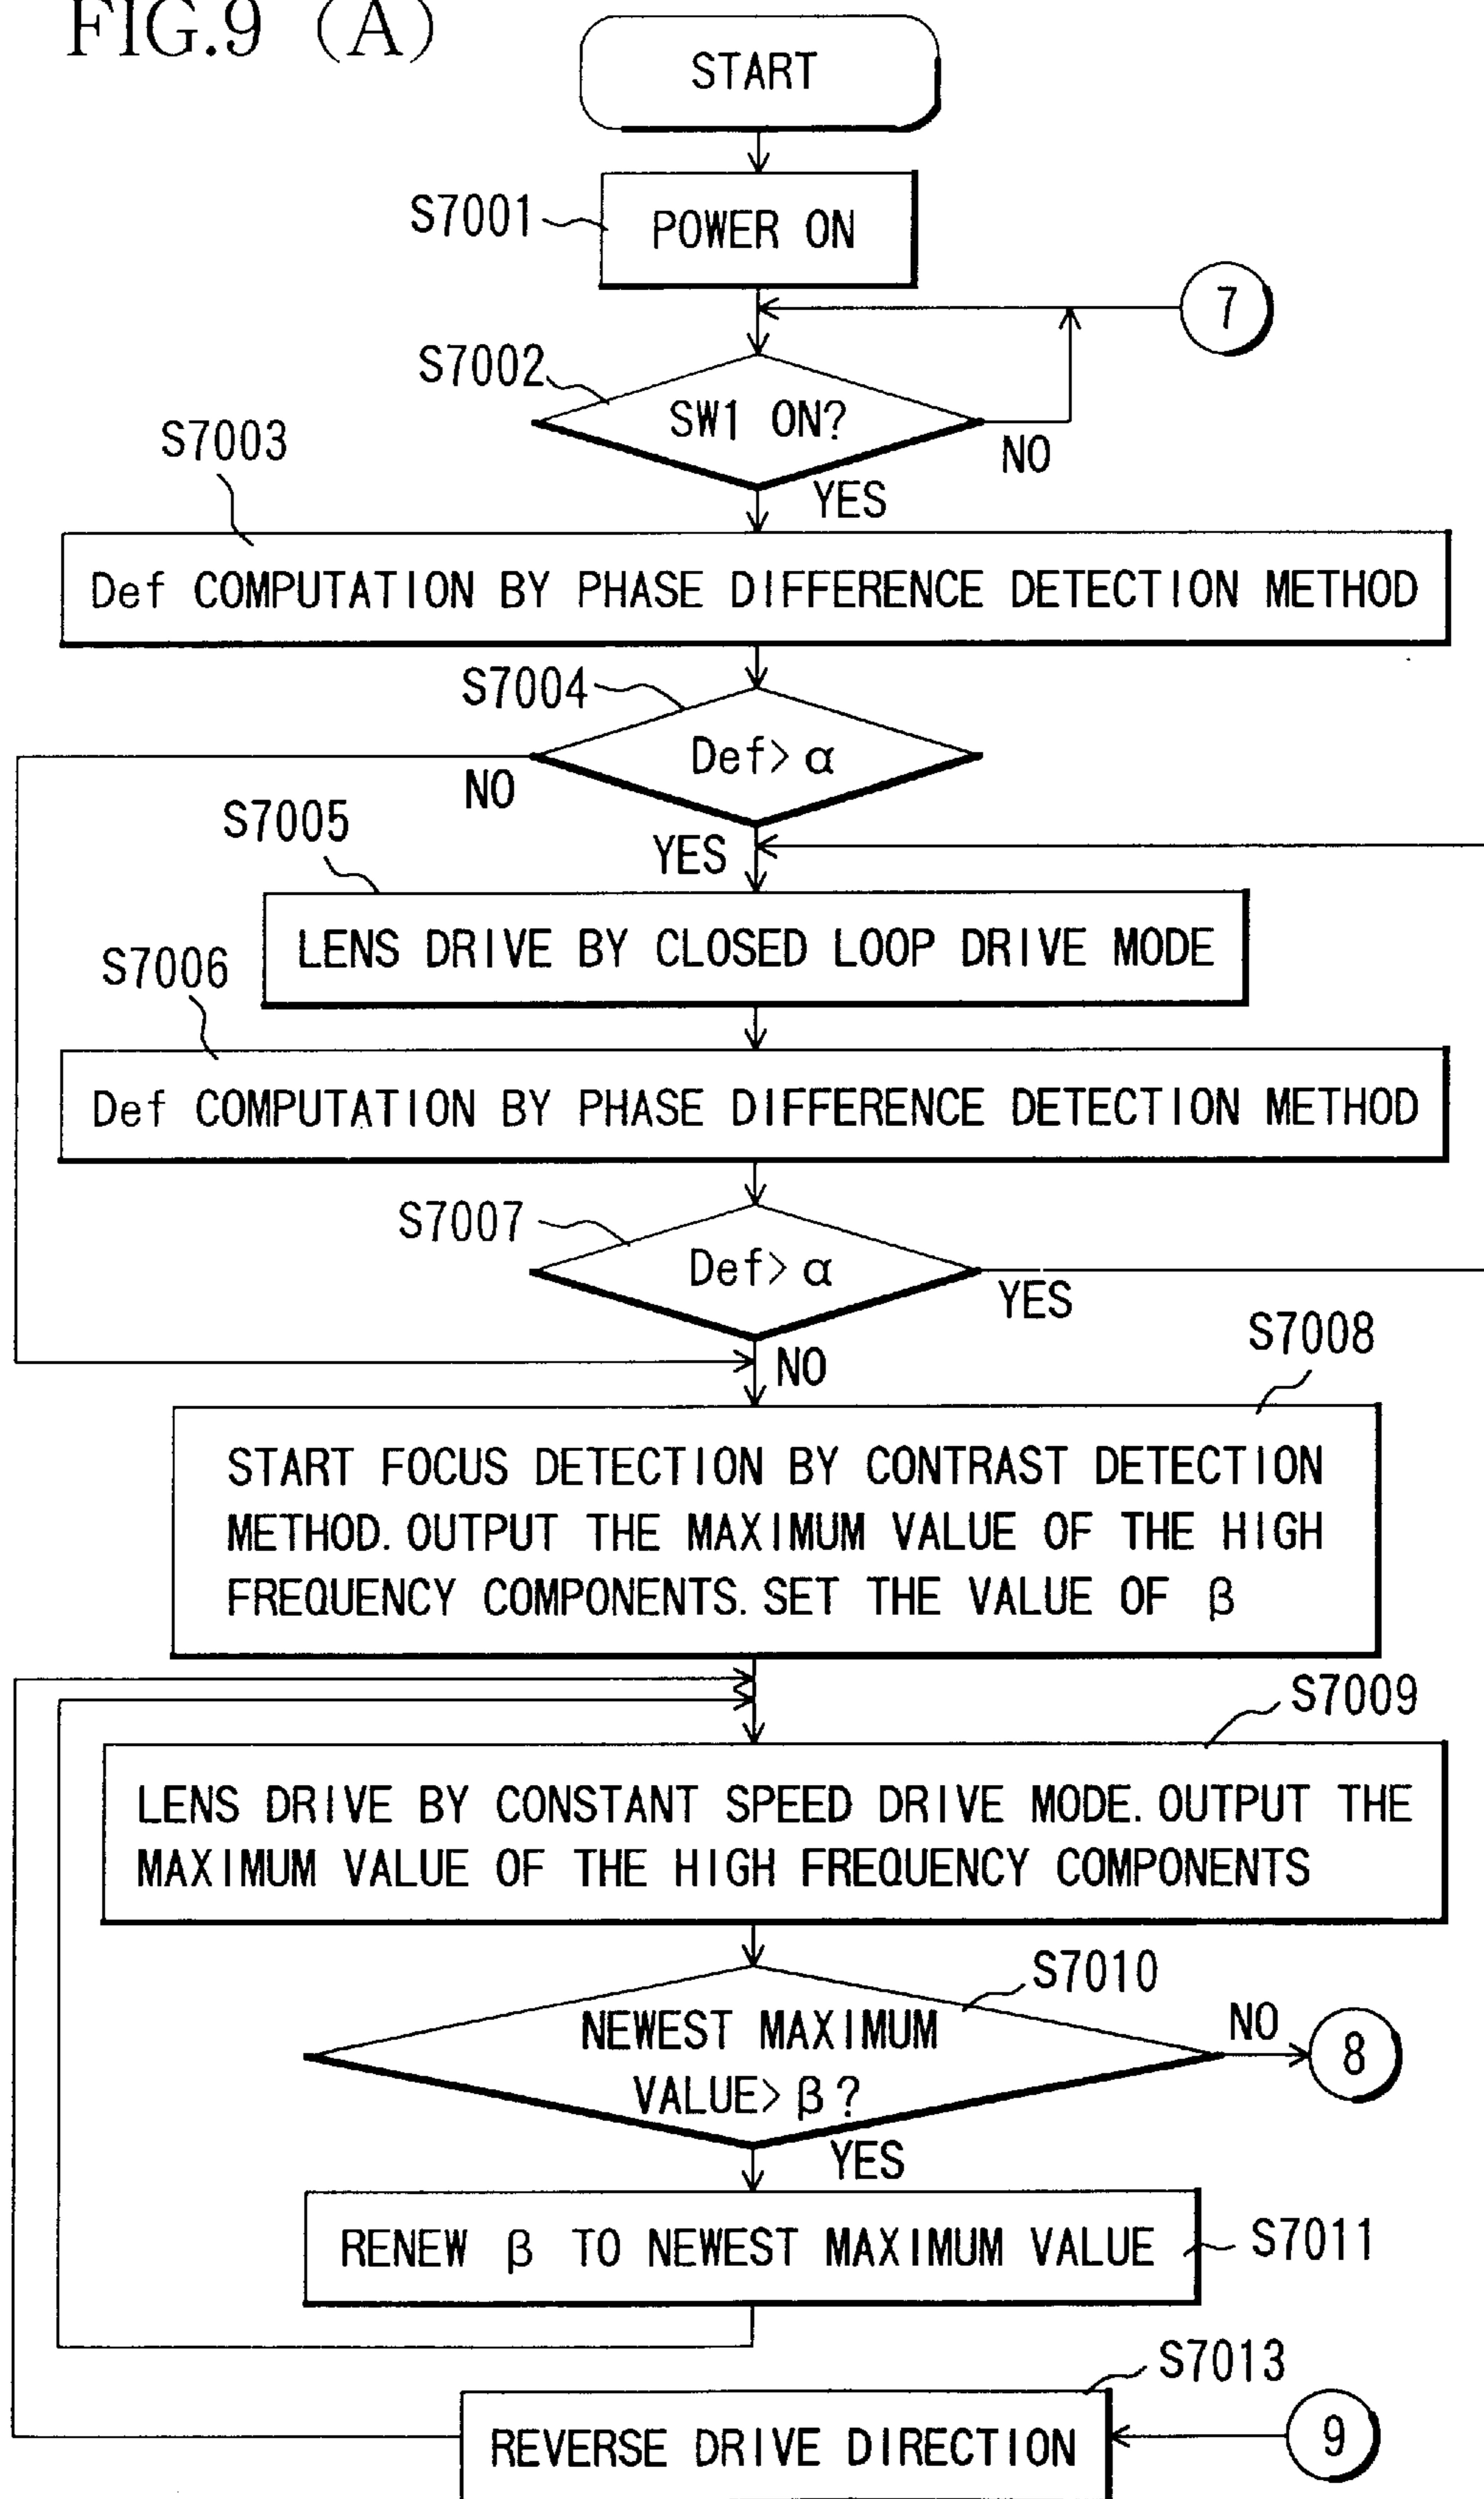 FIG.9 (A)
START
S7001
POWER ON
7
S7002
SW1 ON?
NO
YES
S7003
Def COMPUTATION BY PHASE DIFFERENCE DETECTION METHOD
S7004
Def> α
NO
YES
S7005
LENS DRIVE BY CLOSED LOOP DRIVE MODE
S7006
Def COMPUTATION BY PHASE DIFFERENCE DETECTION METHOD
S7007
Def> α
YES
NO
S7008
START FOCUS DETECTION BY CONTRAST DETECTION
METHOD. OUTPUT THE MAXIMUM VALUE OF THE HIGH
FREQUENCY COMPONENTS. SET THE VALUE OF β
S7009
LENS DRIVE BY CONSTANT SPEED DRIVE MODE. OUTPUT THE
MAXIMUM VALUE OF THE HIGH FREQUENCY COMPONENTS
S7010
NEWEST MAXIMUM
VALUE> β ?
NO
8
YES
RENEW β TO NEWEST MAXIMUM VALUE
S7011
S7013
REVERSE DRIVE DIRECTION
9